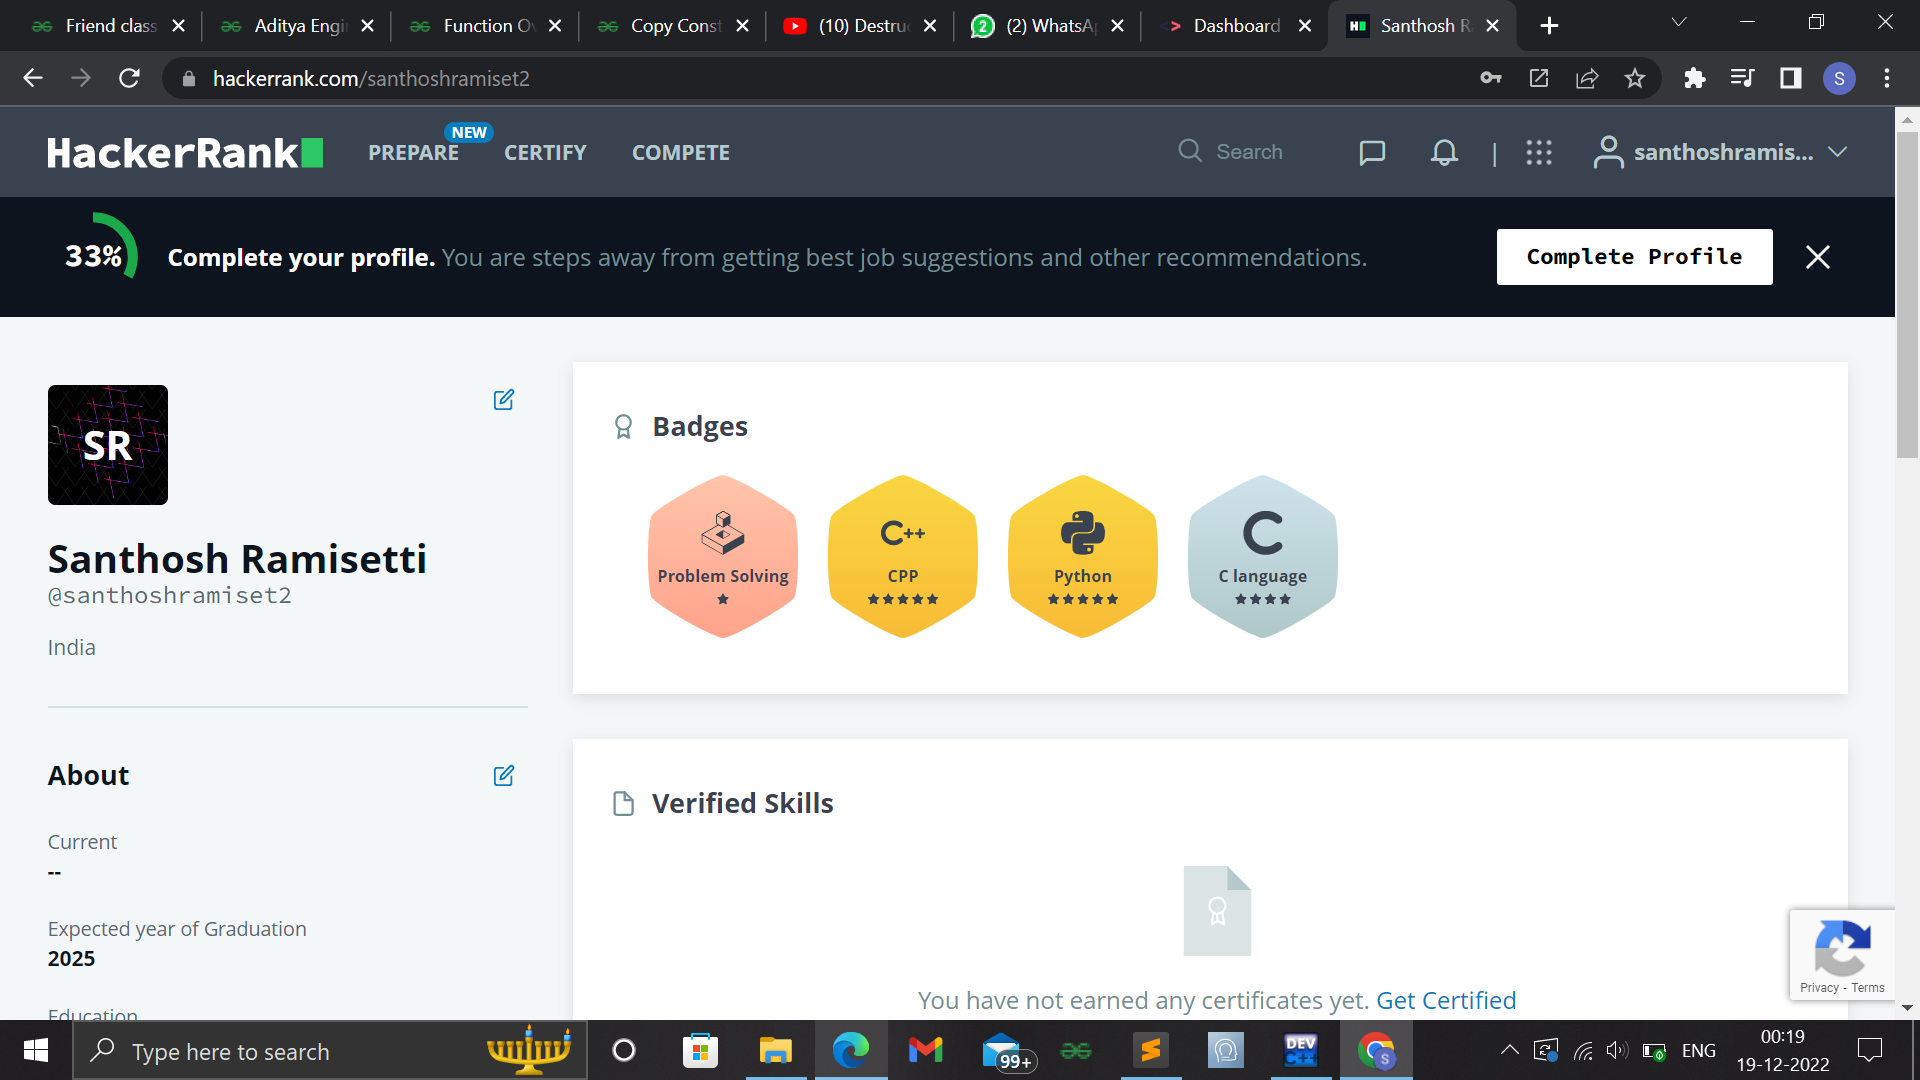 Friend class
Aditya Engi
Function O
Copy Const
(10) Destru
(2) WhatsA
Dashboard
Santhosh R
hackerrank.com/santhoshramiset2
S
HackerRank
PREPARE
NEW
CERTIFY
COMPETE
Search
santhoshramis...
33%
Complete your profile. You are steps away from getting best job suggestions and other recommendations.
Complete Profile
SR
Santhosh Ramisetti
@santhoshramiset2
India
About
Current
--
Expected year of Graduation
2025
Education
Badges
Problem Solving
C++
CPP
Python
C
C language
Verified Skills
You have not earned any certificates yet. Get Certified
Privacy - Terms
Type here to search
99+
DEV
C++
S
ENG
00:19
19-12-2022